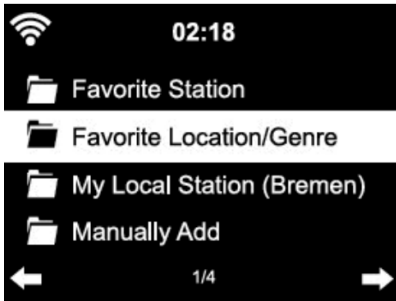 02:18
Favorite Station
Favorite Location/Genre
My Local Station (Bremen)
Manually Add
1/4